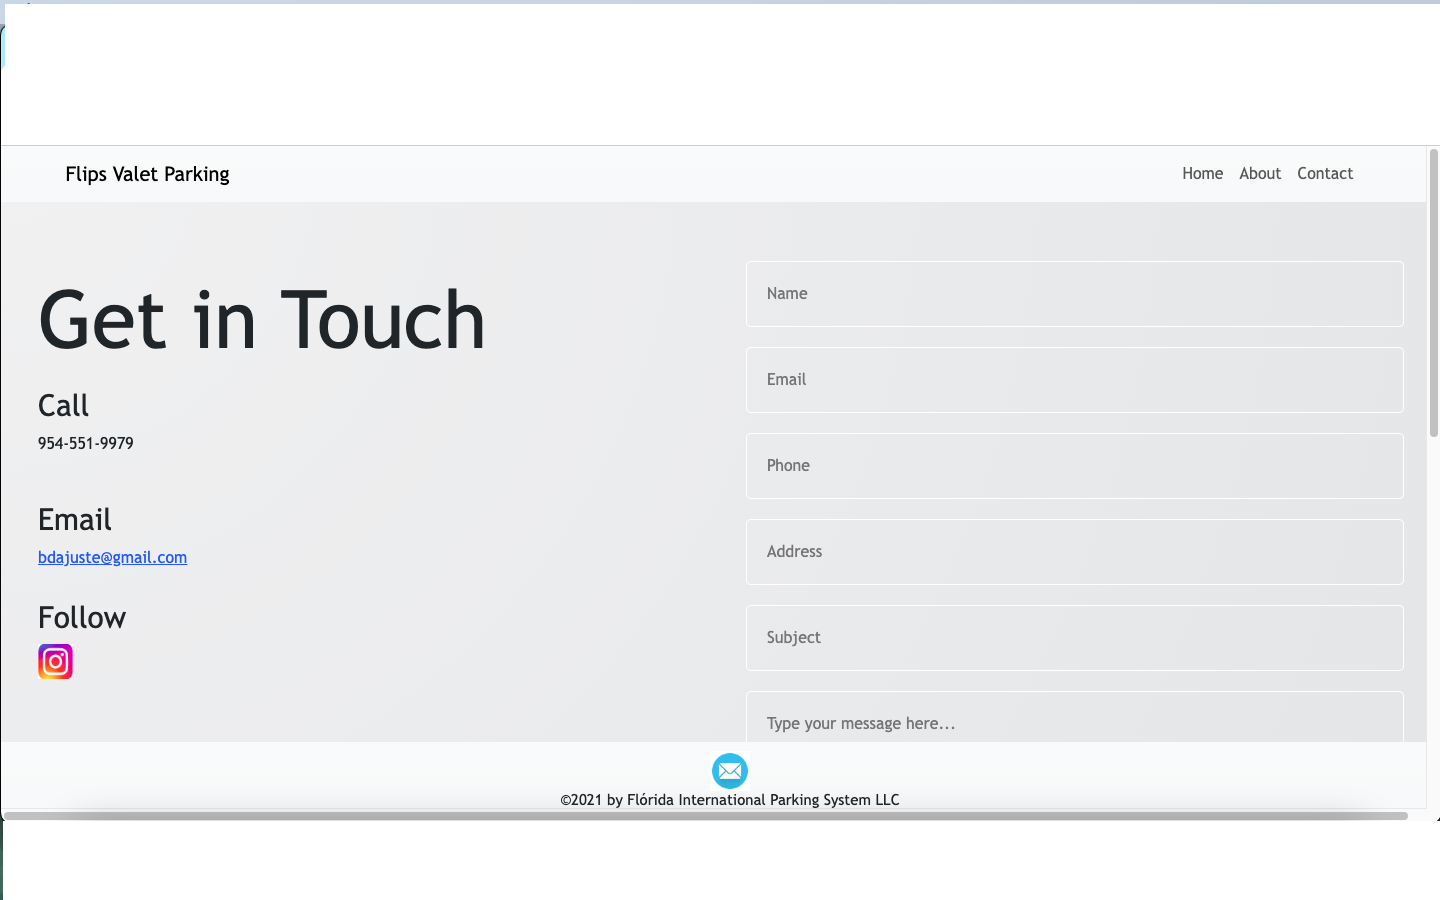 Flips Valet Parking
Home About Contact
Get in Touch
Call
954-551-9979
Email
bdajuste@gmail.com
Follow
Name
Email
Phone
Address
Subject
Type your message here...
©2021 by Flórida International Parking System LLC